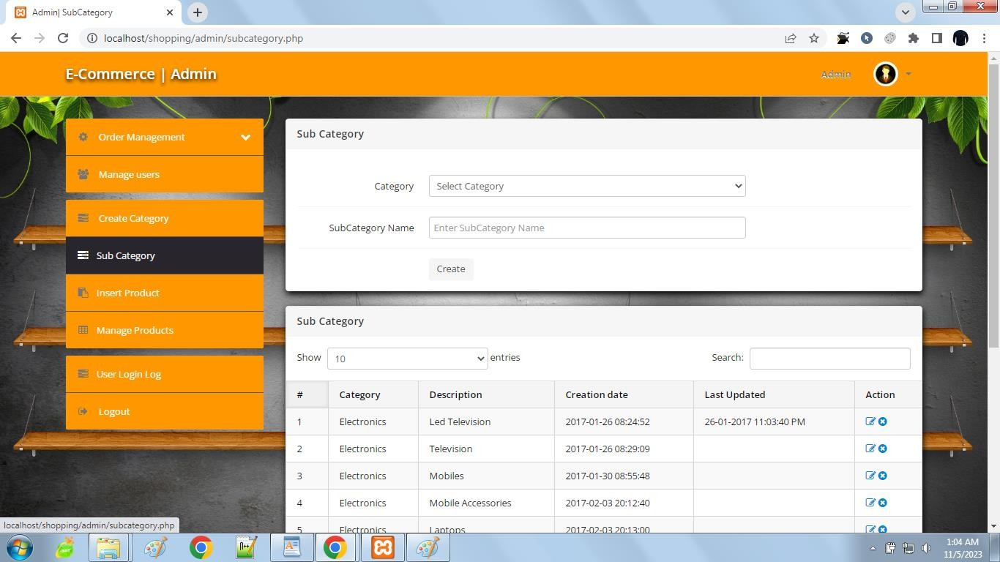 Admin| SubCategory
localhost/shopping/admin/subcategory.php
E-Commerce | Admin
Admin
Order Management
Manage users
Create Category
Sub Category
Insert Product
Manage Products
User Login Log
Logout
Sub Category
Category Select Category
SubCategory Name Enter SubCategory Name
Create
Sub Category
Show 10 entries Search:
# Category Description Creation date Last Updated Action
1 Electronics Led Television 2017-01-26 08:24:52 26-01-2017 11:03:40 PM
2 Electronics Television 2017-01-26 08:29:09
3 Electronics Mobiles 2017-01-30 08:55:48
4 Electronics Mobile Accessories 2017-02-03 20:12:40
5 Electronics Laptops 2017-02-03 20:13:00
localhost/shopping/admin/subcategory.php
1:04 AM
11/5/2023